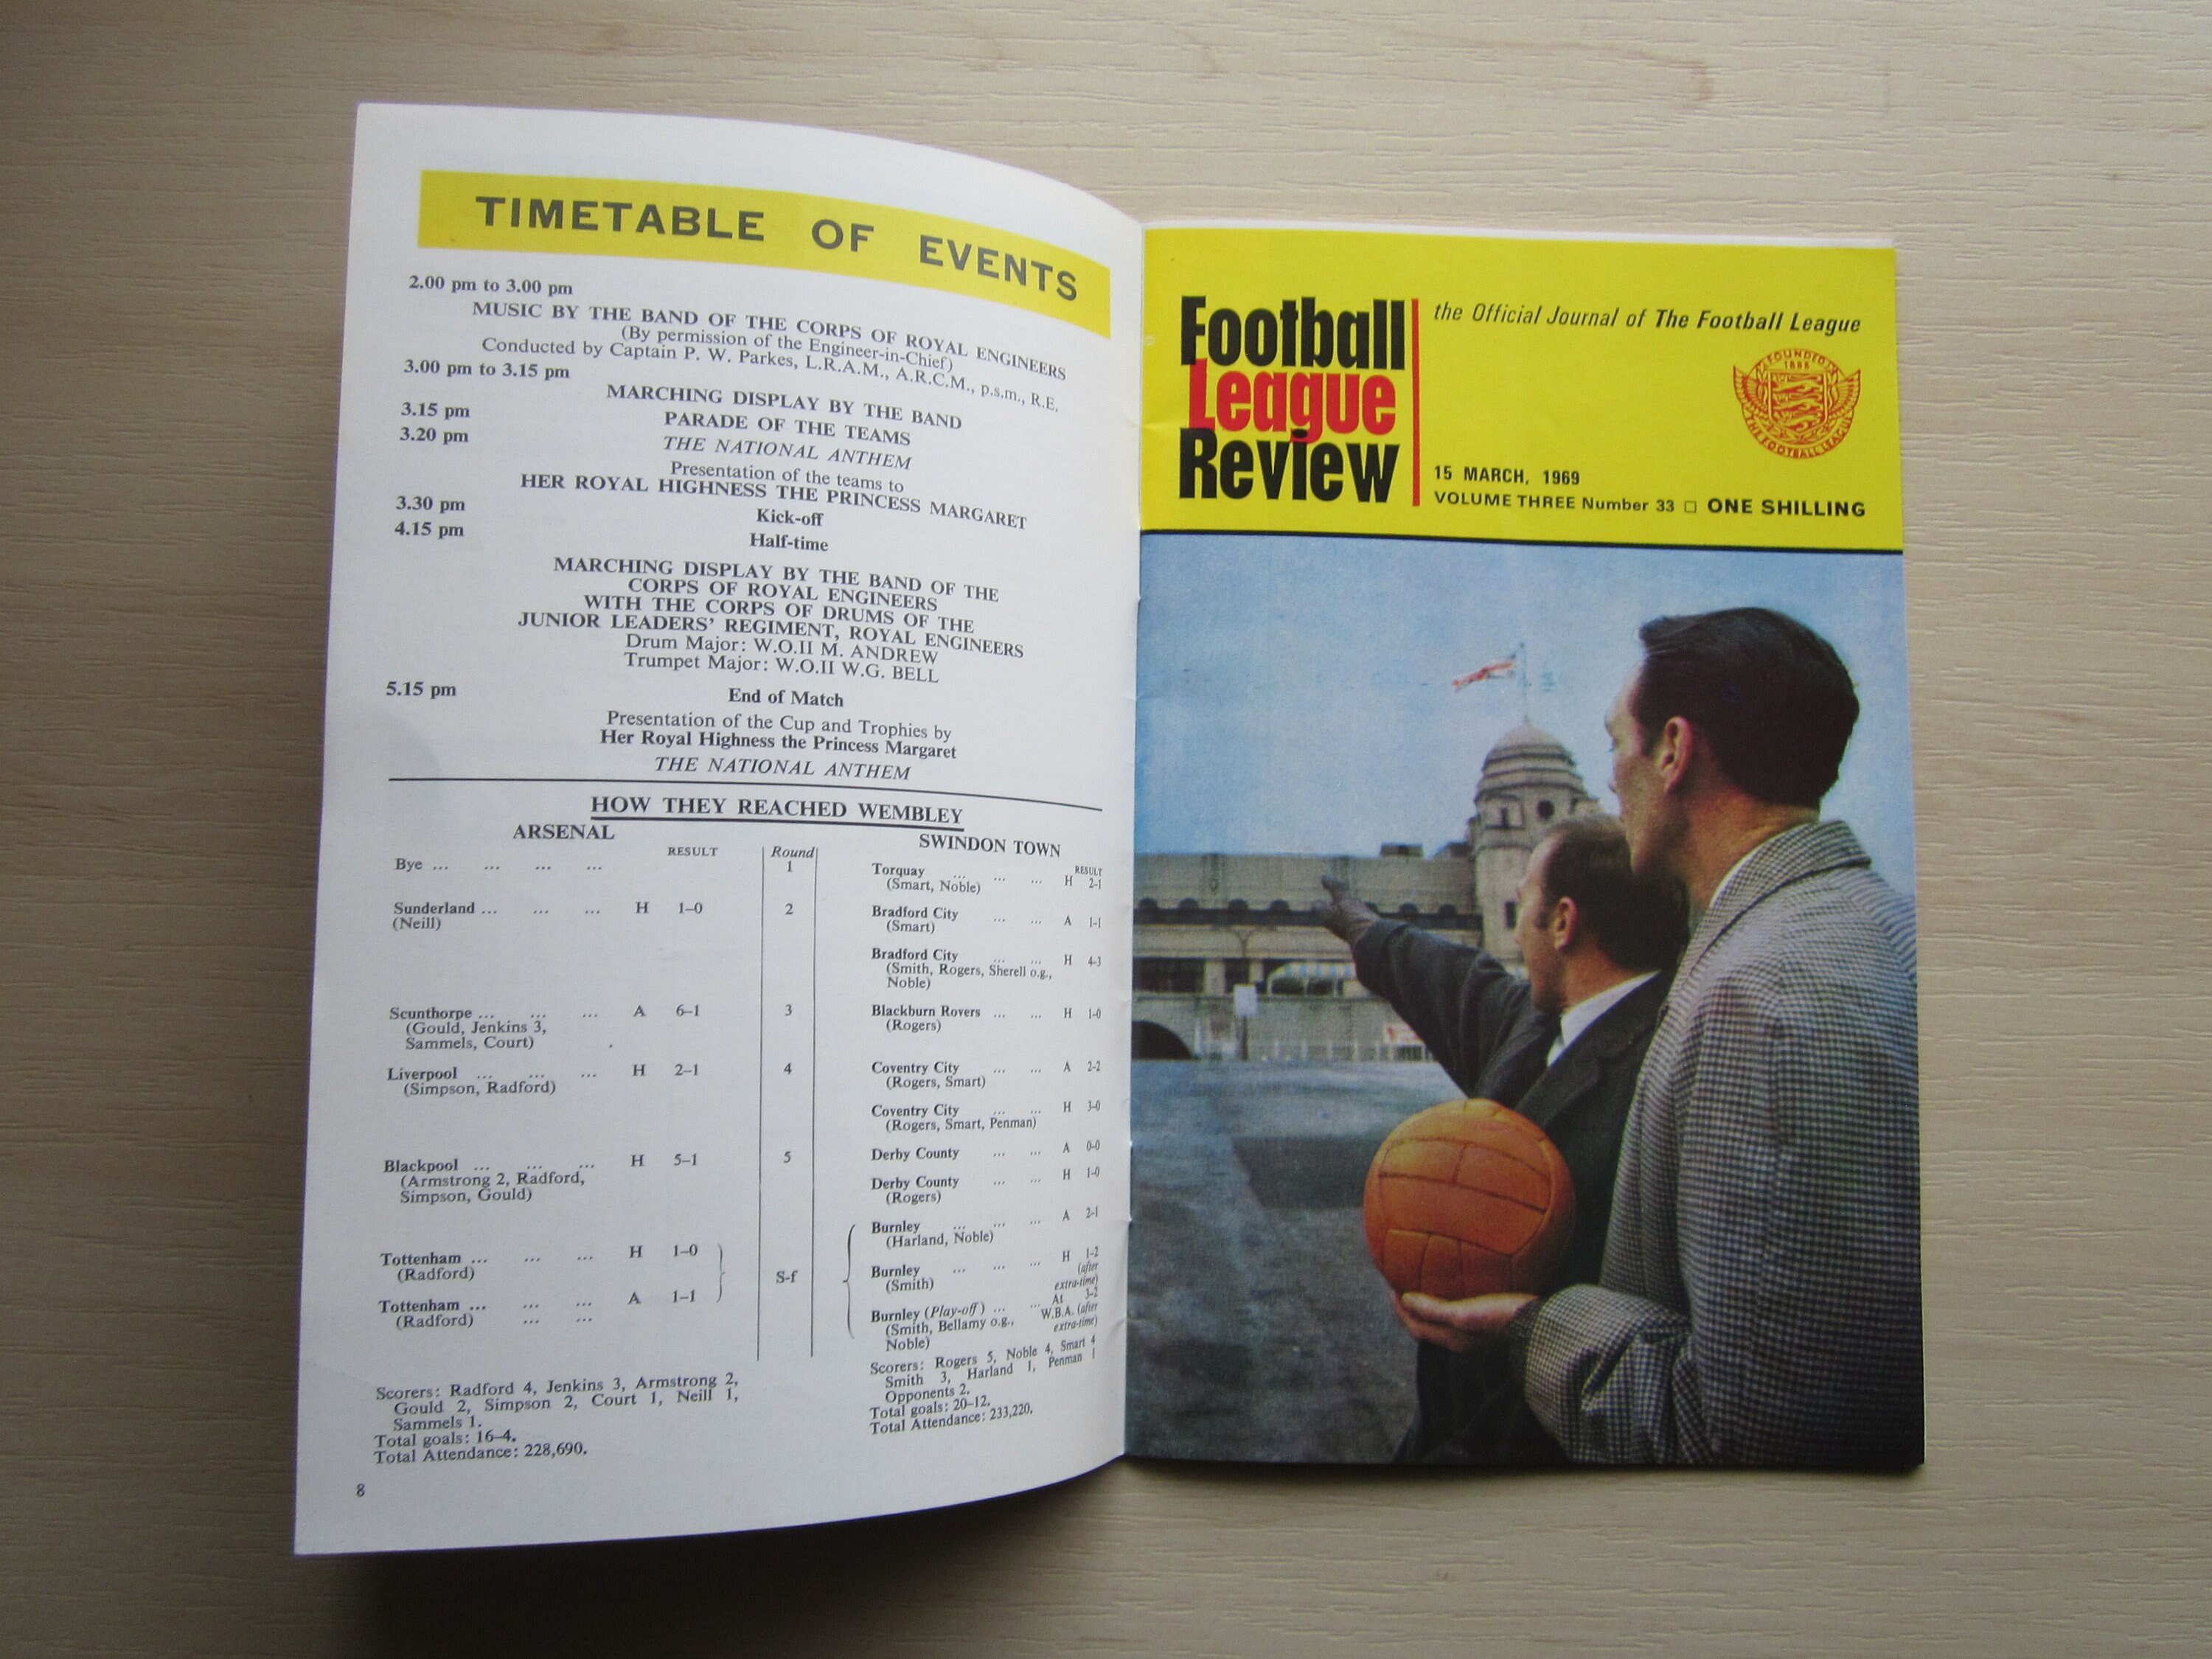 TIMETABLE OF EVENTS
2.00 pm to 3.00 pm
MUSIC BY THE BAND OF THE CORPS OF ROYAL ENGINEERS
(By permission of the Engineer-in-Chief)
Conducted by Captain P. W. Parkes, L.R.A.M., A.R.C.M., p.s.m., R.E.
3.00 pm to 3.15 pm
MARCHING DISPLAY BY THE BAND
3.15 pm PARADE OF THE TEAMS
3.20 pm THE NATIONAL ANTHEM
Presentation of the teams to
HER ROYAL HIGHNESS THE PRINCESS MARGARET
3.30 pm Kick-off
4.15 pm Half-time
MARCHING DISPLAY BY THE BAND OF THE
CORPS OF ROYAL ENGINEERS
WITH THE CORPS OF DRUMS OF THE
JUNIOR LEADERS' REGIMENT, ROYAL ENGINEERS
Drum Major: W.O.II M. ANDREW
Trumpet Major: W.O.II W.G. BELL
5.15 pm End of Match
Presentation of the Cup and Trophies by
Her Royal Highness the Princess Margaret
THE NATIONAL ANTHEM
HOW THEY REACHED WEMBLEY
ARSENAL
RESULT
Bye ... ... ... ...
Sunderland ... ... ... H 1–0
(Neill)
Scunthorpe ... ... ... A 6–1
(Gould, Jenkins 3,
Sammels, Court)
Liverpool ... ... ... H 2–1
(Simpson, Radford)
Blackpool ... ... ... H 5–1
(Armstrong 2, Radford,
Simpson, Gould)
Tottenham ... ... ... H 1–0
(Radford)
Tottenham ... ... ... A 1–1
(Radford) ... ...
Scorers: Radford 4, Jenkins 3, Armstrong 2,
Gould 2, Simpson 2, Court 1, Neill 1,
Sammels 1.
Total goals: 16–4.
Total Attendance: 228,690.
Round
1
2
3
4
5
S-f
SWINDON TOWN
RESULT
Torquay ... ... ... H 2-1
(Smart, Noble)
Bradford City ... ... A 1-1
(Smart)
Bradford City ... ... H 4-3
(Smith, Rogers, Sherell o.g.,
Noble)
Blackburn Rovers ... ... H 1-0
(Rogers)
Coventry City ... ... A 2-2
(Rogers, Smart)
Coventry City ... ... H 3-0
(Rogers, Smart, Penman)
Derby County ... ... A 0-0
Derby County ... ... H 1-0
(Rogers)
Burnley ... ... ... A 2-1
(Harland, Noble)
Burnley ... ... ... H 1-2
(Smith) (after
extra-time)
Burnley (Play-off) ... ... At 3-2
(Smith, Bellamy o.g., W.B.A. (after
Noble) extra-time)
Scorers: Rogers 5, Noble 4, Smart 4
Smith 3, Harland 1, Penman 1
Opponents 2.
Total goals: 20–12.
Total Attendance: 233,220.
8
Football
League
Review
the Official Journal of The Football League
FOUNDED
1888
THE FOOTBALL LEAGUE
15 MARCH, 1969
VOLUME THREE Number 33 □ ONE SHILLING